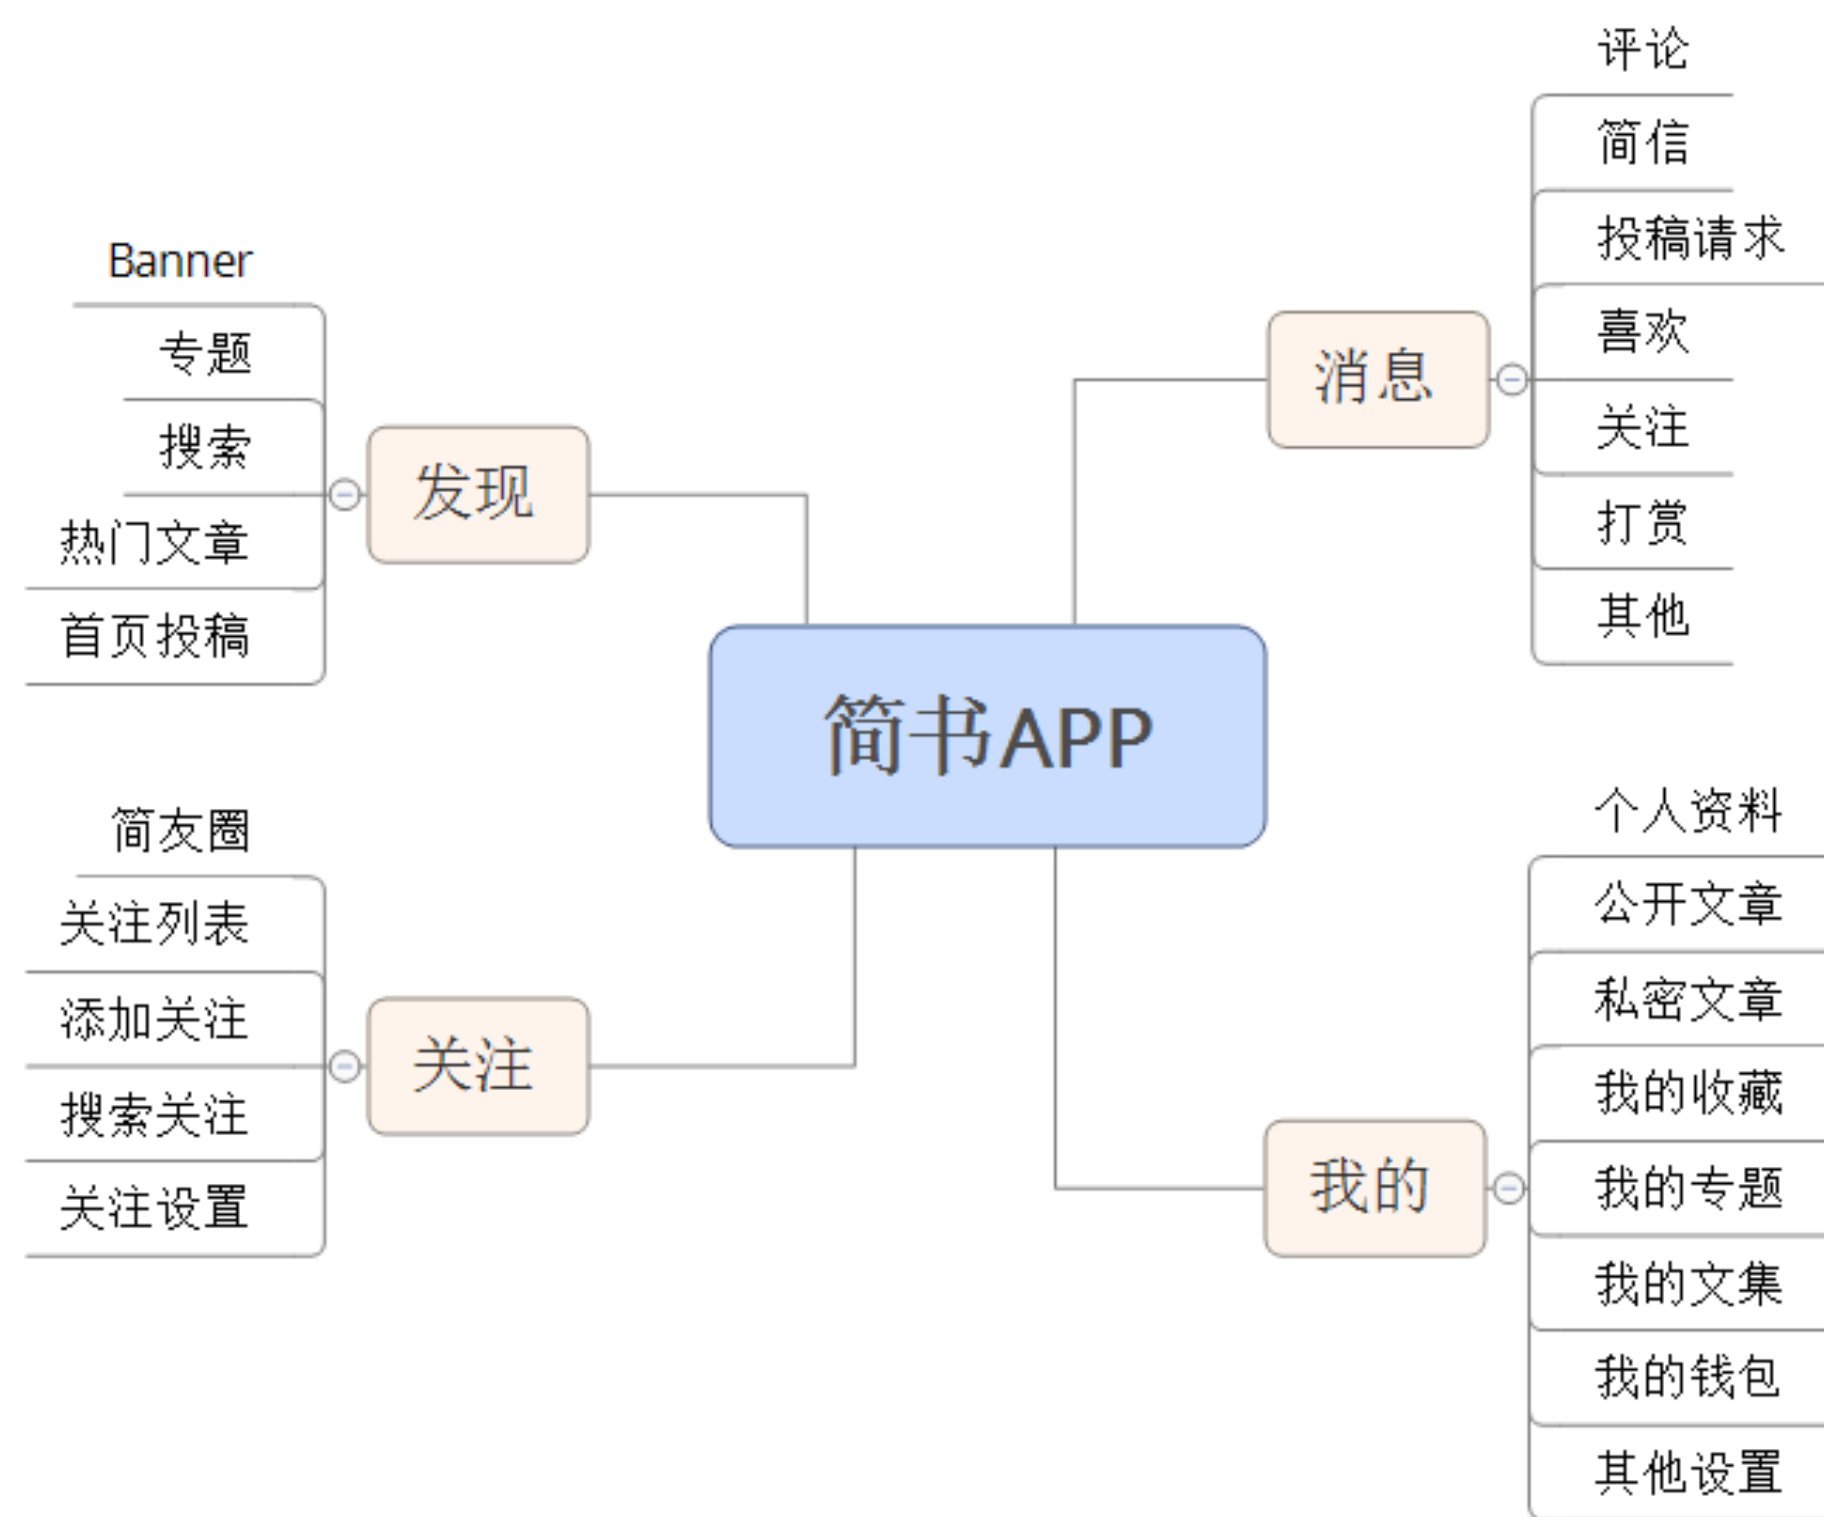 简书APP
发现
Banner
专题
搜索
热门文章
首页投稿
关注
简友圈
关注列表
添加关注
搜索关注
关注设置
消息
评论
简信
投稿请求
喜欢
关注
打赏
其他
我的
个人资料
公开文章
私密文章
我的收藏
我的专题
我的文集
我的钱包
其他设置